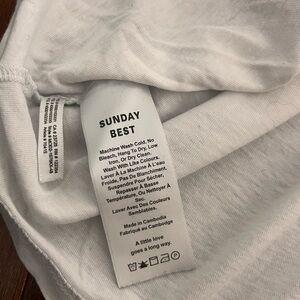 SUNDAY
BEST
Machine Wash Cold, No
Bleach, Hang To Dry, Low
Iron, Or Dry Clean.
Wash With Like Colours.
Laver À La Machine À L'eau
Froide, Pas De Blanchiment,
Suspendre Pour Sécher,
Repasser À Basse
Température, Ou Nettoyer À
Sec.
Laver Avec Des Couleurs
Semblables.
Made in Cambodia
Fabriqué au Cambodge
A little love
goes a long way.